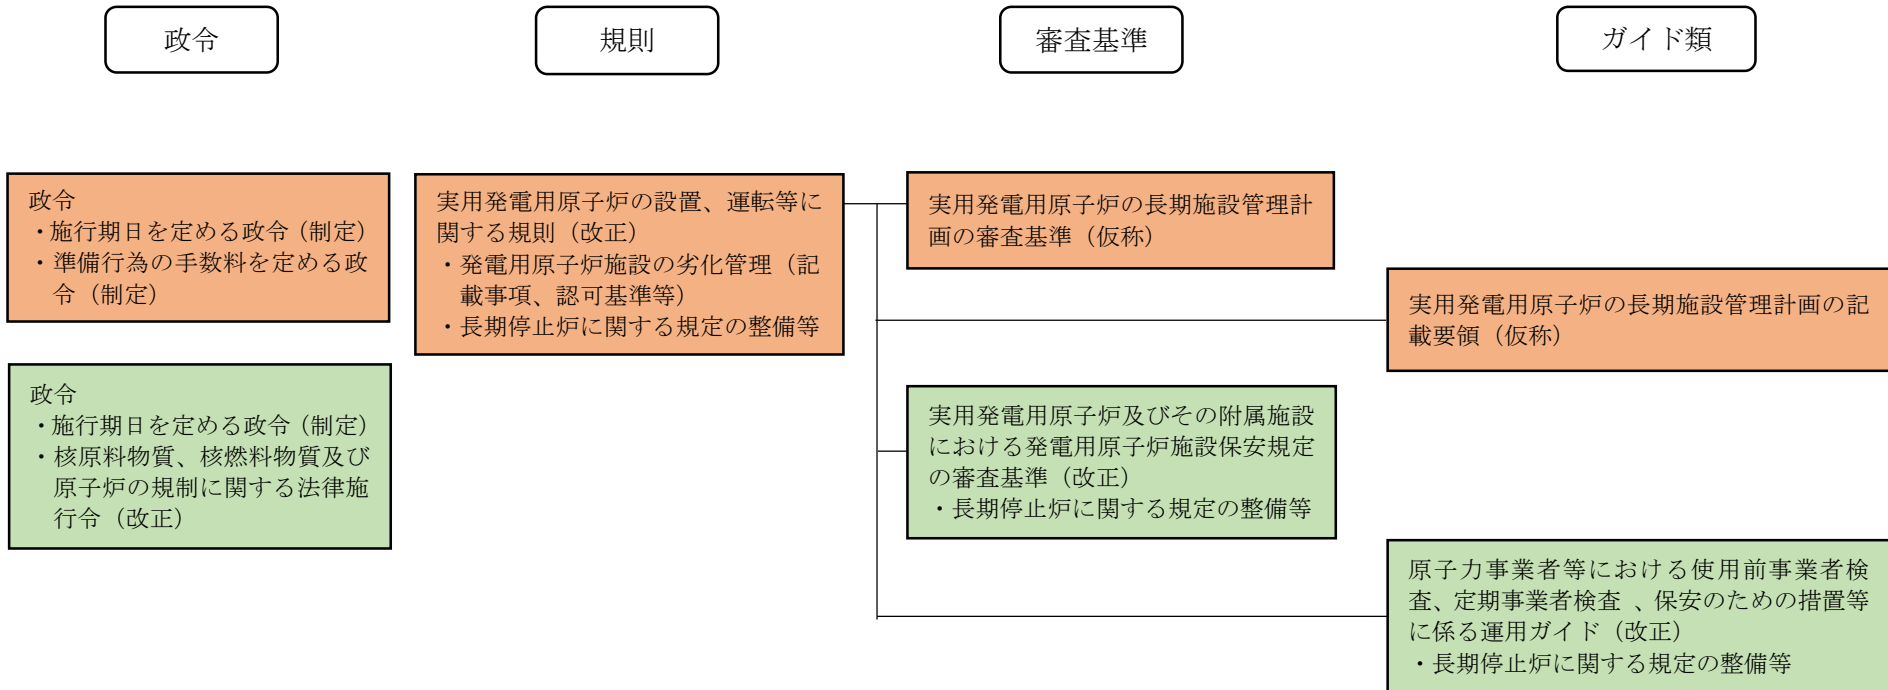 政令
規則
審査基準
ガイド類
政令
・施行期日を定める政令（制定）
・準備行為の手数料を定める政
令（制定）
政令
・施行期日を定める政令（制定）
・核原料物質、核燃料物質及び
原子炉の規制に関する法律施
行令（改正）
実用発電用原子炉の設置、運転等に
関する規則（改正）
・発電用原子炉施設の劣化管理（記
載事項、認可基準等）
・長期停止炉に関する規定の整備等
実用発電用原子炉の長期施設管理計
画の審査基準（仮称）
実用発電用原子炉及びその附属施設
における発電用原子炉施設保安規定
の審査基準（改正）
・長期停止炉に関する規定の整備等
実用発電用原子炉の長期施設管理計画の記
載要領（仮称）
原子力事業者等における使用前事業者検
査、定期事業者検査 、保安のための措置等
に係る運用ガイド（改正）
・長期停止炉に関する規定の整備等